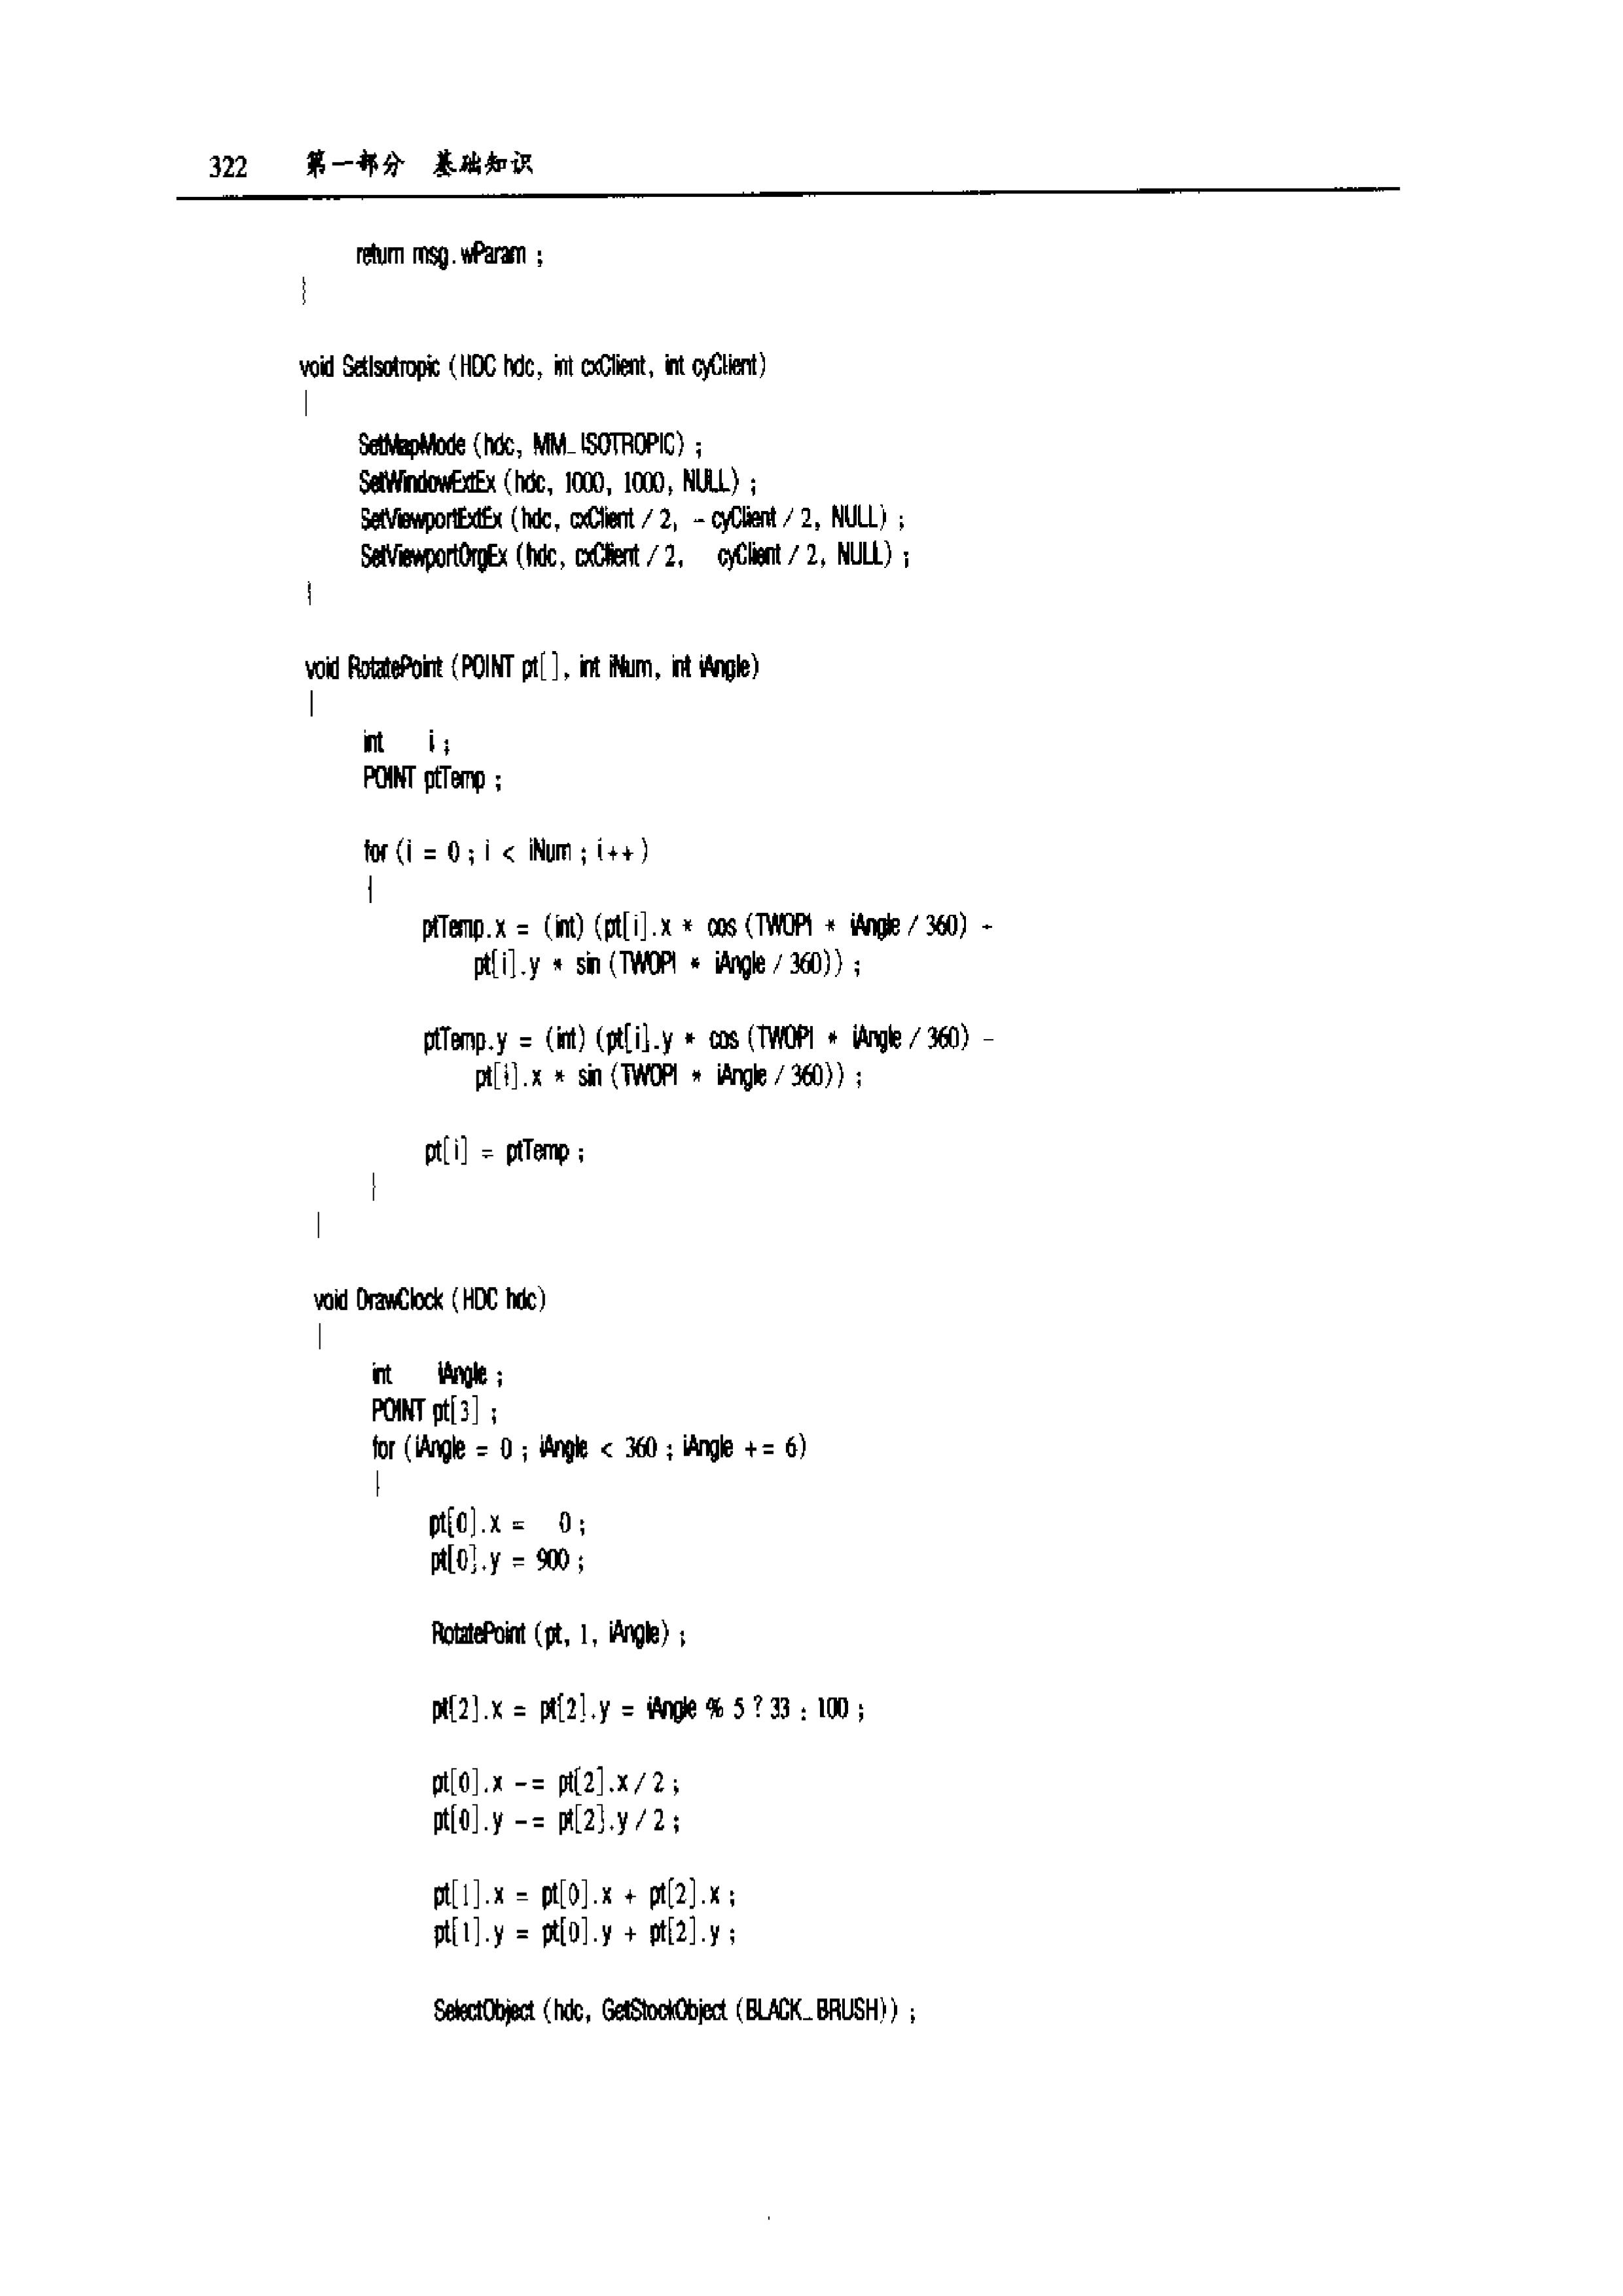 322 第一部分 基础知识
return msg.wParam ;
}
void SetIsotropic (HDC hdc, int cxClient, int cyClient)
{
SetMapMode (hdc, MM_ISOTROPIC) ;
SetWindowExtEx (hdc, 1000, 1000, NULL) ;
SetViewportExtEx (hdc, cxClient / 2, - cyClient / 2, NULL) ;
SetViewportOrgEx (hdc, cxClient / 2, cyClient / 2, NULL) ;
}
void RotatePoint (POINT pt[ ], int iNum, int iAngle)
{
int i ;
POINT ptTemp ;
for (i = 0 ; i < iNum ; i++ )
{
ptTemp.x = (int) (pt[i].x * cos (TWOPI * iAngle / 360) +
pt[i].y * sin (TWOPI * iAngle / 360)) ;
ptTemp.y = (int) (pt[i].y * cos (TWOPI * iAngle / 360) -
pt[i].x * sin (TWOPI * iAngle / 360)) ;
pt[i] = ptTemp ;
}
}
void DrawClock (HDC hdc)
{
int iAngle ;
POINT pt[3] ;
for (iAngle = 0 ; iAngle < 360 ; iAngle += 6)
{
pt[0].x = 0 ;
pt[0].y = 900 ;
RotatePoint (pt, 1, iAngle) ;
pt[2].x = pt[2].y = iAngle % 5 ? 33 : 100 ;
pt[0].x -= pt[2].x / 2 ;
pt[0].y -= pt[2].y / 2 ;
pt[1].x = pt[0].x + pt[2].x ;
pt[1].y = pt[0].y + pt[2].y ;
SelectObject (hdc, GetStockObject (BLACK_BRUSH)) ;